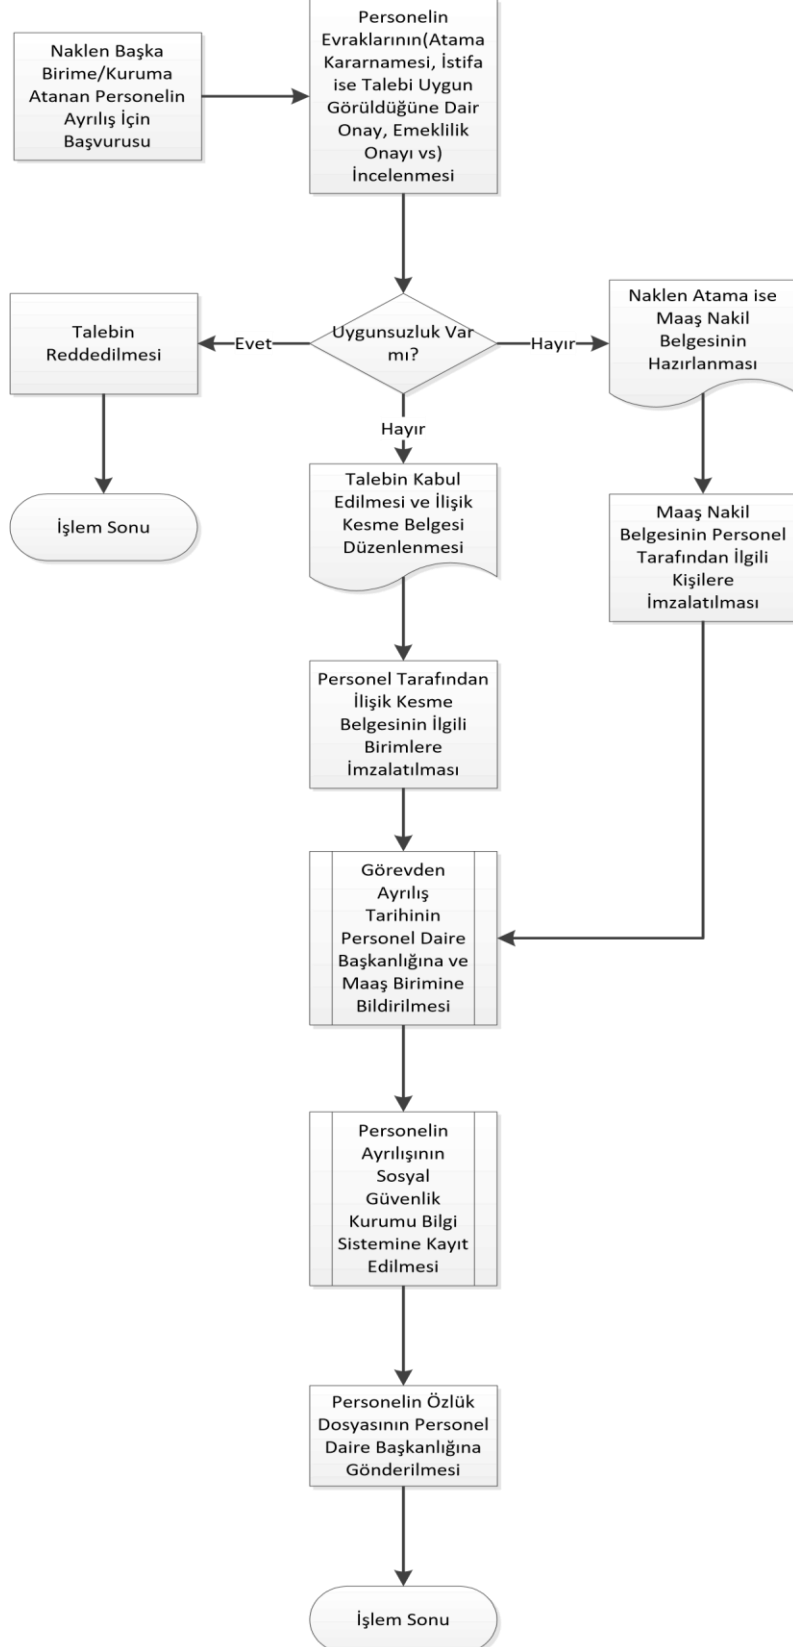 Naklen Başka
Birime/Kuruma
Atanan Personelin
Ayrılış İçin
Başvurusu
Personelin
Evraklarının(Atama
Kararnamesi, İstifa
ise Talebi Uygun
Görüldüğüne Dair
Onay, Emeklilik
Onayı vs)
İncelenmesi
Uygunsuzluk Var
mı?
Evet
Talebin
Reddedilmesi
İşlem Sonu
Hayır
Naklen Atama ise
Maaş Nakil
Belgesinin
Hazırlanması
Maaş Nakil
Belgesinin Personel
Tarafından İlgili
Kişilere
İmzalatılması
Hayır
Talebin Kabul
Edilmesi ve İlişik
Kesme Belgesi
Düzenlenmesi
Personel Tarafından
İlişik Kesme
Belgesinin İlgili
Birimlere
İmzalatılması
Görevden
Ayrılış
Tarihinin
Personel Daire
Başkanlığına ve
Maaş Birimine
Bildirilmesi
Personelin
Ayrılışının
Sosyal
Güvenlik
Kurumu Bilgi
Sistemine Kayıt
Edilmesi
Personelin Özlük
Dosyasının Personel
Daire Başkanlığına
Gönderilmesi
İşlem Sonu